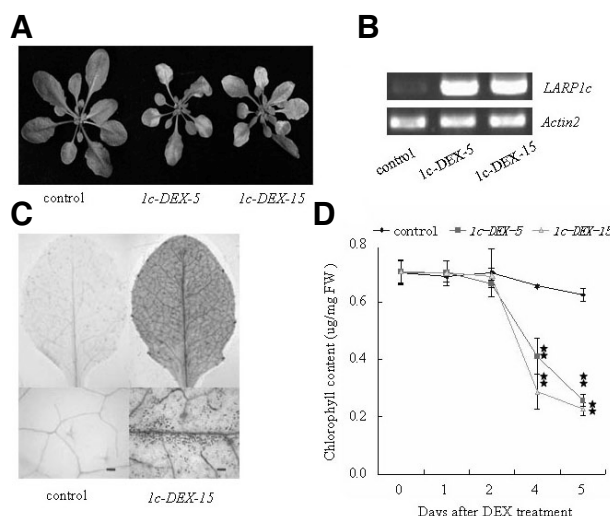 A
B
LARP1c
Actin2
control
1c-DEX-5
1c-DEX-15
control
1c-DEX-5
1c-DEX-15
C
control
1c-DEX-15
D
control
1c-DEX-5
1c-DEX-15
Chlorophyll content (ug/mg FW)
0.8
0.6
0.4
0.2
0.0
0 1 2 4 5
Days after DEX treatment